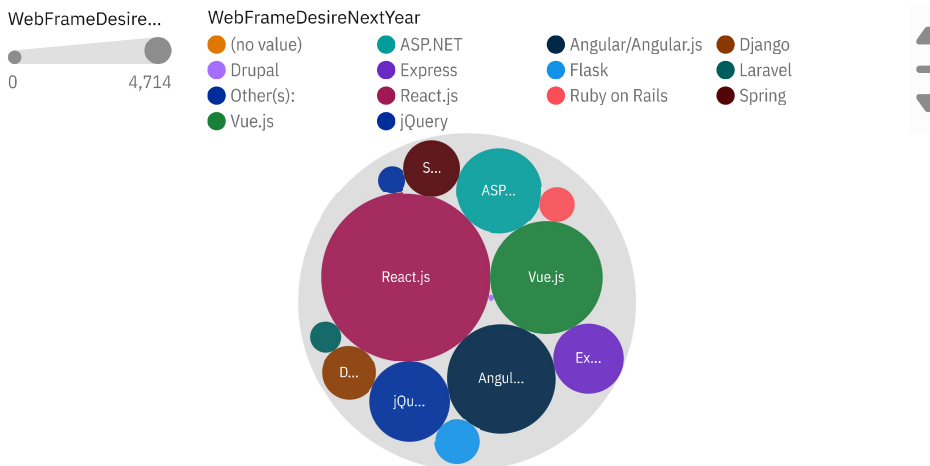 WebFrameDesire...
0 4,714
WebFrameDesireNextYear
(no value) ASP.NET Angular/Angular.js Django
Drupal Express Flask Laravel
Other(s): React.js Ruby on Rails Spring
Vue.js jQuery
S...
ASP...
React.js Vue.js
Ex...
D... Angul...
jQu...